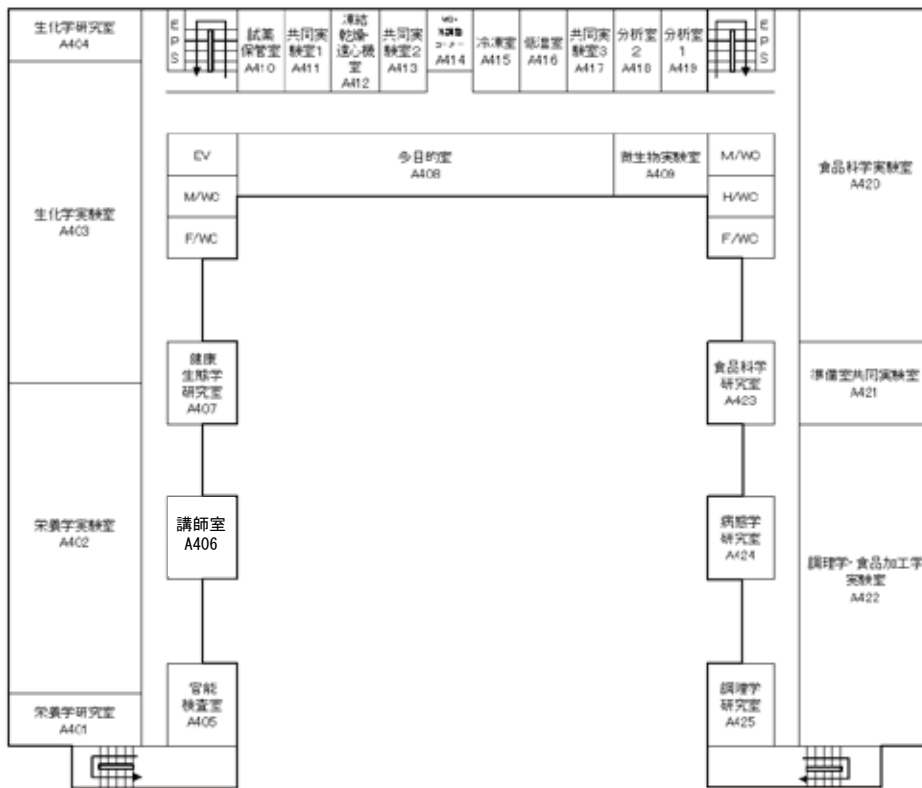 生化学研究室
A404
EPS
試薬
保管室
A410
共同実
験室1
A411
凍結
乾燥・
遠心機
室
A412
共同実
験室2
A413
A414
冷凍室
A415
低温室
A416
共同実
験室3
A417
分析室
2
A418
分析室
1
A419
EPS
EV
M/WC
F/WC
今日的室
A408
微生物実験室
A409
M/WC
H/WC
F/WC
食品科学実験室
A420
生化学実験室
A403
健康
生態学
研究室
A407
食品科学
研究室
A423
準備室共同実験室
A421
栄養学実験室
A402
講師室
A406
病態学
研究室
A424
調理学・食品加工学
実験室
A422
栄養学研究室
A401
官能
検査室
A405
調理学
研究室
A425